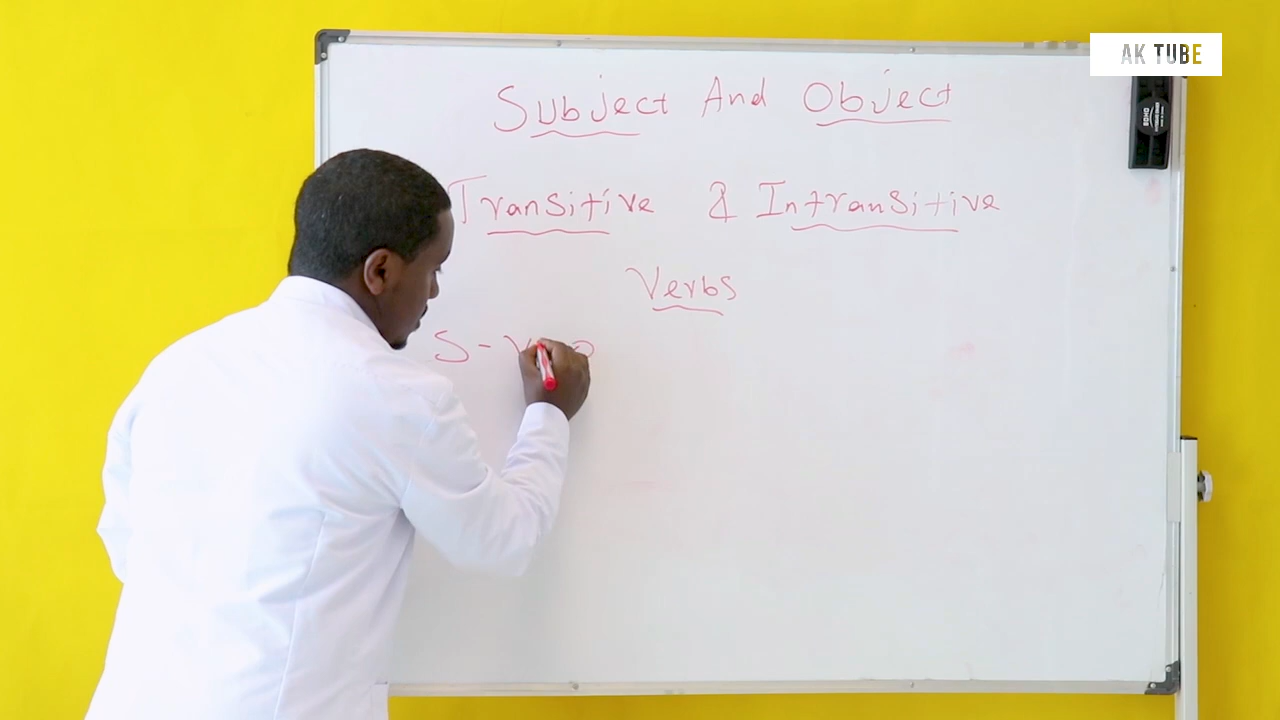 AK TUBE
Subject And Object
Transitive & Intransitive
Verbs
S - V - O